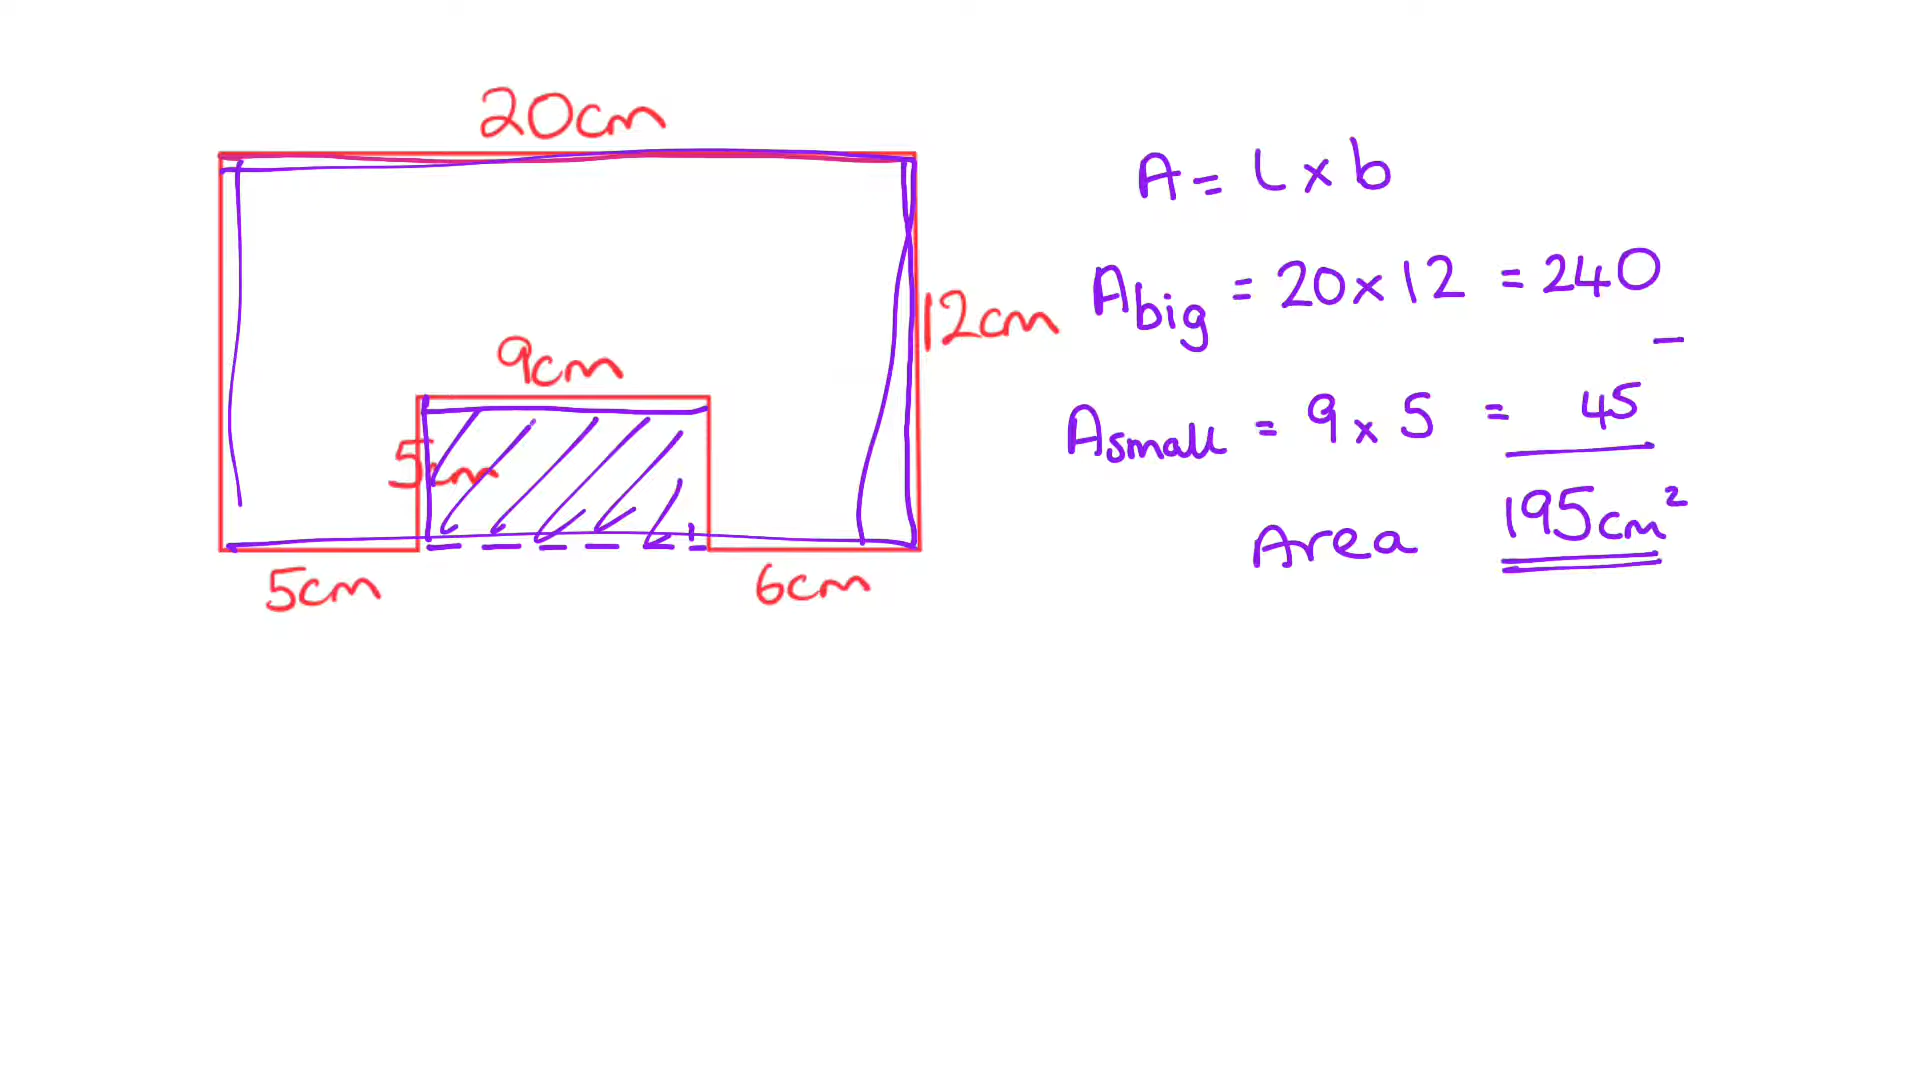 20cm
12cm
9cm
5cm
5cm
6cm
A = l x b
Abig = 20 x 12 = 240
-
Asmall = 9 x 5 = 45
Area 195cm²